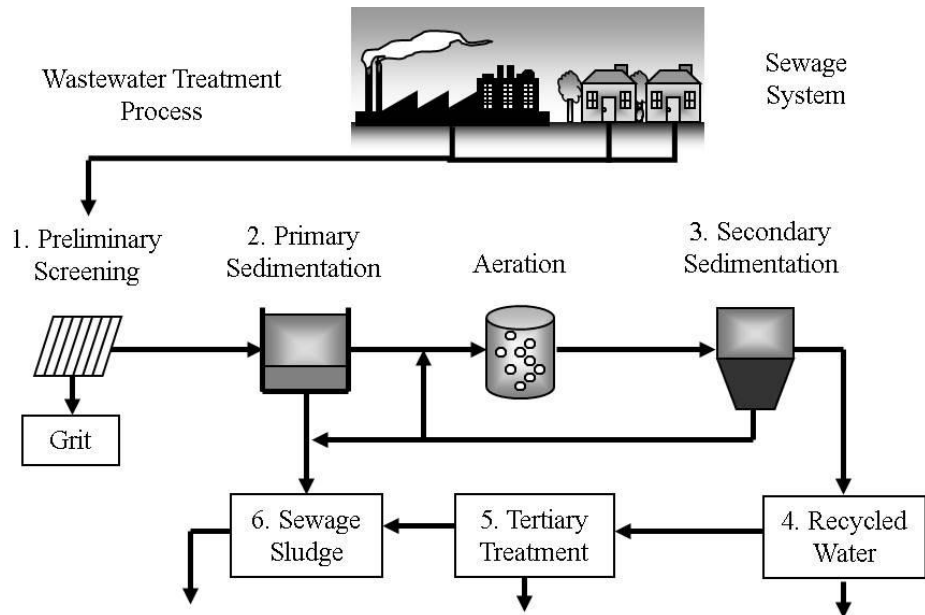 Wastewater Treatment
Process
Sewage
System
1. Preliminary
Screening
2. Primary
Sedimentation
Aeration
3. Secondary
Sedimentation
Grit
6. Sewage
Sludge
5. Tertiary
Treatment
4. Recycled
Water